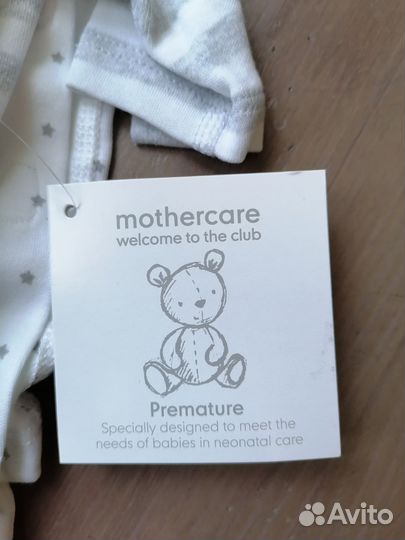 mothercare
welcome to the club
Premature
Specially designed to meet the
needs of babies in neonatal care
Avito